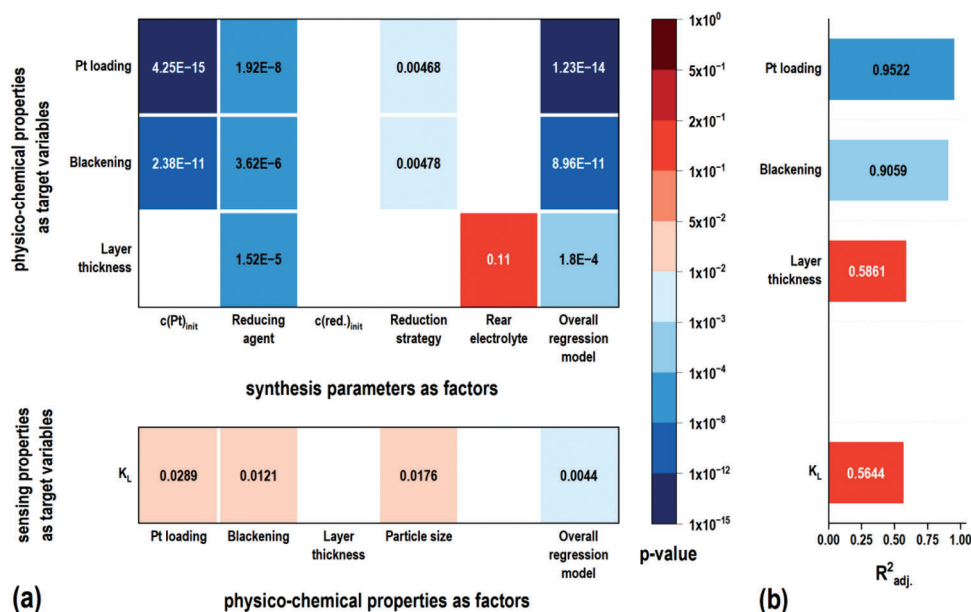 physico-chemical properties
as target variables
Pt loading
4.25E−15
1.92E−8
0.00468
1.23E−14
Blackening
2.38E−11
3.62E−6
0.00478
8.96E−11
Layer
thickness
1.52E−5
0.11
1.8E−4
c(Pt)init
Reducing
agent
c(red.)init
Reduction
strategy
Rear
electrolyte
Overall
regression
model
synthesis parameters as factors
sensing properties
as target variables
KL
0.0289
0.0121
0.0176
0.0044
Pt loading
Blackening
Layer
thickness
Particle size
Overall
regression
model
physico-chemical properties as factors
(a)
1x10⁰
5x10⁻¹
2x10⁻¹
1x10⁻¹
5x10⁻²
1x10⁻²
1x10⁻³
1x10⁻⁴
1x10⁻⁸
1x10⁻¹²
1x10⁻¹⁵
p-value
Pt loading
0.9522
Blackening
0.9059
Layer
thickness
0.5861
KL
0.5644
0.00 0.25 0.50 0.75 1.00
R²adj.
(b)